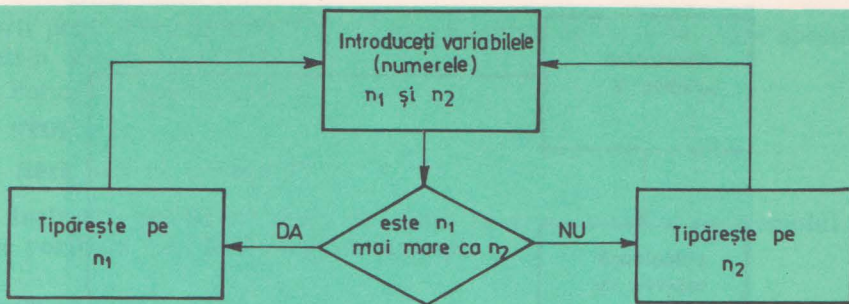 Introduceți variabilele
(numerele)
n₁ și n₂
Tipărește pe
n₁
DA
este n₁
mai mare ca n₂
NU
Tipărește pe
n₂